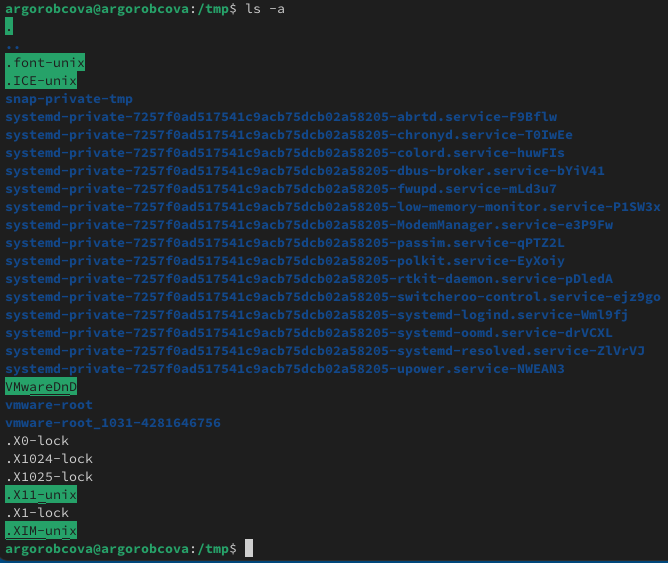 argorobcova@argorobcova:/tmp$ ls -a
.
..
.font-unix
.ICE-unix
snap-private-tmp
systemd-private-7257f0ad517541c9acb75dcb02a58205-abrtd.service-F9Bflw
systemd-private-7257f0ad517541c9acb75dcb02a58205-chronyd.service-T0IwEe
systemd-private-7257f0ad517541c9acb75dcb02a58205-colord.service-huwFIs
systemd-private-7257f0ad517541c9acb75dcb02a58205-dbus-broker.service-bYiV41
systemd-private-7257f0ad517541c9acb75dcb02a58205-fwupd.service-mLd3u7
systemd-private-7257f0ad517541c9acb75dcb02a58205-low-memory-monitor.service-P1SW3x
systemd-private-7257f0ad517541c9acb75dcb02a58205-ModemManager.service-e3P9Fw
systemd-private-7257f0ad517541c9acb75dcb02a58205-passim.service-qPTZ2L
systemd-private-7257f0ad517541c9acb75dcb02a58205-polkit.service-EyXoiy
systemd-private-7257f0ad517541c9acb75dcb02a58205-rtkit-daemon.service-pDledA
systemd-private-7257f0ad517541c9acb75dcb02a58205-switcheroo-control.service-ejz9go
systemd-private-7257f0ad517541c9acb75dcb02a58205-systemd-logind.service-Wml9fj
systemd-private-7257f0ad517541c9acb75dcb02a58205-systemd-oomd.service-drVCXL
systemd-private-7257f0ad517541c9acb75dcb02a58205-systemd-resolved.service-ZlVrVJ
systemd-private-7257f0ad517541c9acb75dcb02a58205-upower.service-NWEAN3
VMwareDnD
vmware-root
vmware-root_1031-4281646756
.X0-lock
.X1024-lock
.X1025-lock
.X11-unix
.X1-lock
.XIM-unix
argorobcova@argorobcova:/tmp$